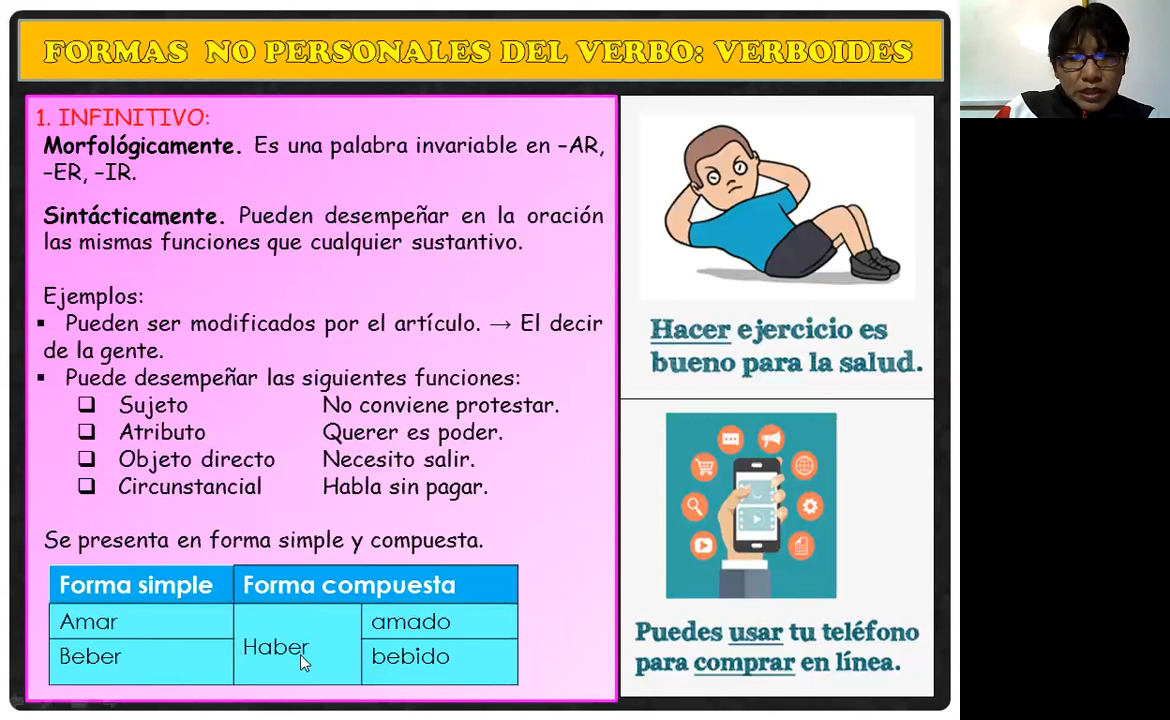 FORMAS NO PERSONALES DEL VERBO: VERBOIDES
1. INFINITIVO:
Morfológicamente. Es una palabra invariable en –AR,
–ER, –IR.
Sintácticamente. Pueden desempeñar en la oración
las mismas funciones que cualquier sustantivo.
Ejemplos:
▪ Pueden ser modificados por el artículo. → El decir
de la gente.
▪ Puede desempeñar las siguientes funciones:
❑ Sujeto No conviene protestar.
❑ Atributo Querer es poder.
❑ Objeto directo Necesito salir.
❑ Circunstancial Habla sin pagar.
Se presenta en forma simple y compuesta.
Forma simple Forma compuesta
Amar amado
Haber
Beber bebido
Hacer ejercicio es
bueno para la salud.
Puedes usar tu teléfono
para comprar en línea.